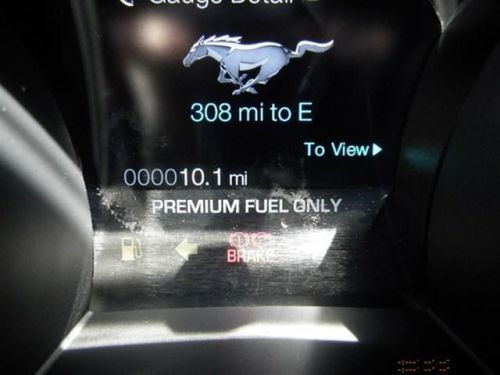 Gauge Detail
308 mi to E
To View
000010.1 mi
PREMIUM FUEL ONLY
BRAKE